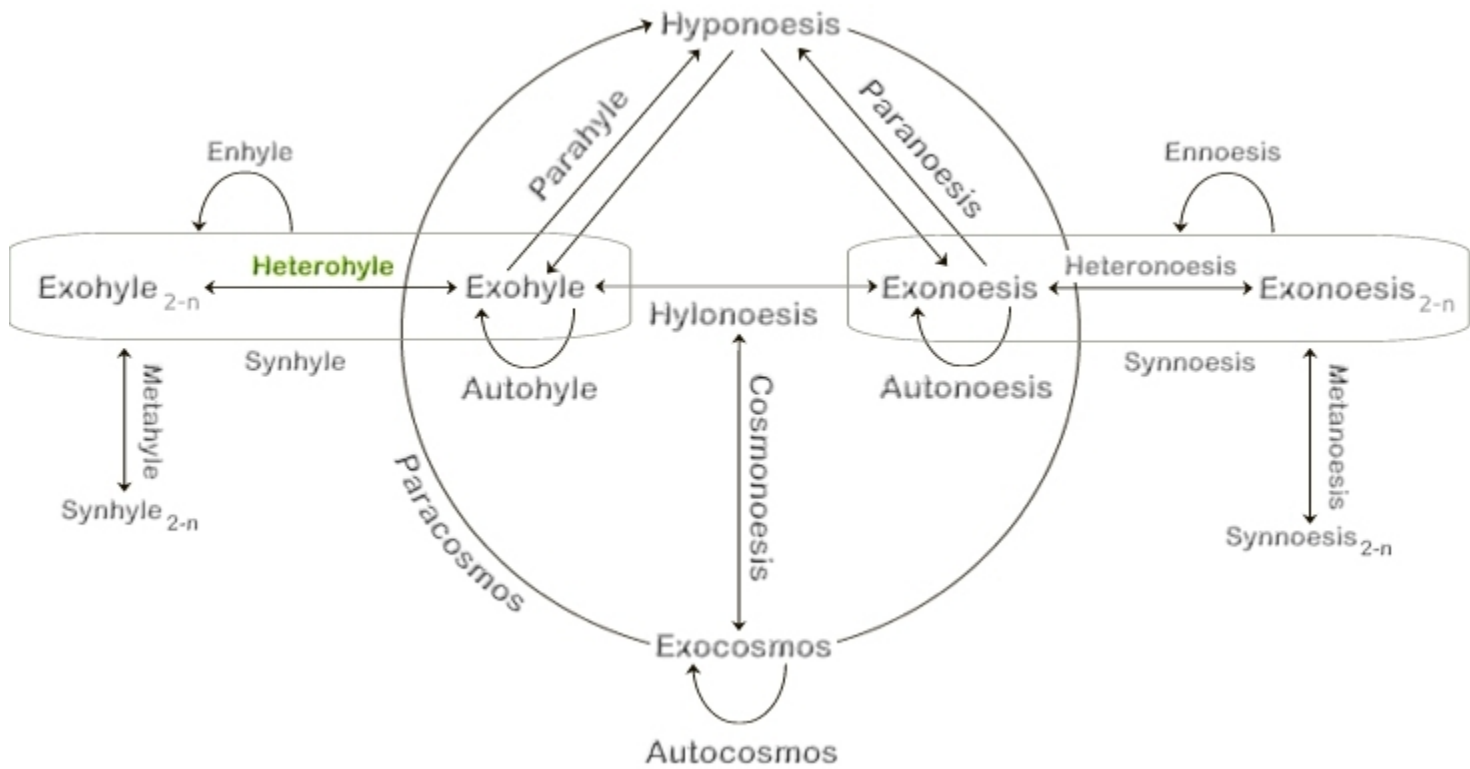 Hyponoesis
Parahyle
Paranoesis
Enhyle
Ennoesis
Heterohyle
Heteronoesis
Exohyle 2-n
Exohyle
Exonoesis
Exonoesis 2-n
Hylonoesis
Synhyle
Synnoesis
Autohyle
Autonoesis
Metahyle
Cosmonoesis
Metanoesis
Paracosmos
Synhyle 2-n
Synnoesis 2-n
Exocosmos
Autocosmos